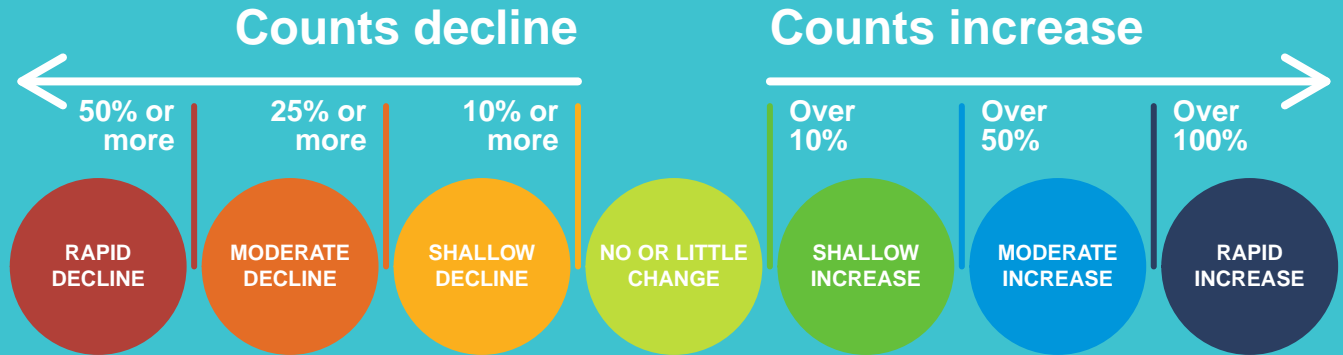 Counts decline
Counts increase
50% or
more
25% or
more
10% or
more
Over
10%
Over
50%
Over
100%
RAPID
DECLINE
MODERATE
DECLINE
SHALLOW
DECLINE
NO OR LITTLE
CHANGE
SHALLOW
INCREASE
MODERATE
INCREASE
RAPID
INCREASE